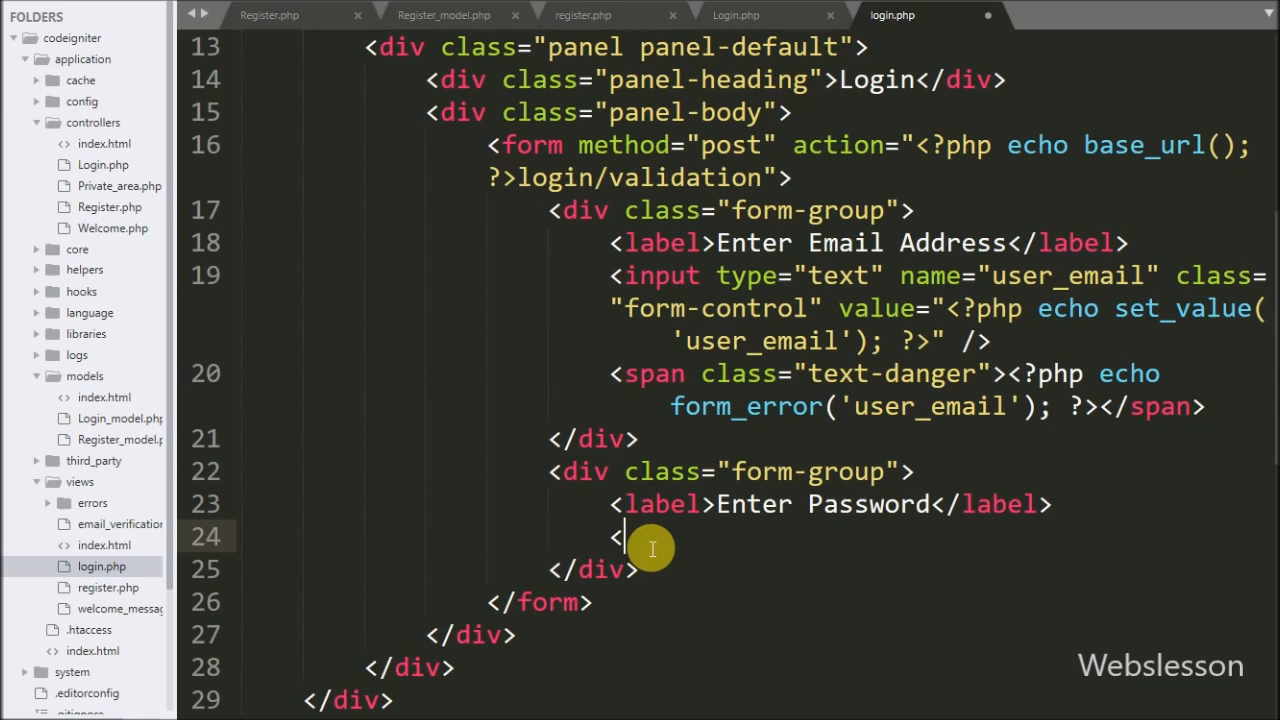 FOLDERS
codeigniter
application
cache
config
controllers
index.html
Login.php
Private_area.php
Register.php
Welcome.php
core
helpers
hooks
language
libraries
logs
models
index.html
Login_model.php
Register_model.p
third_party
views
errors
email_verification
index.html
login.php
register.php
welcome_messag
.htaccess
index.html
system
.editorconfig
.gitignore
Register.php × Register_model.php × register.php × Login.php × login.php
13 <div class="panel panel-default">
14 <div class="panel-heading">Login</div>
15 <div class="panel-body">
16 <form method="post" action="<?php echo base_url();
?>login/validation">
17 <div class="form-group">
18 <label>Enter Email Address</label>
19 <input type="text" name="user_email" class=
"form-control" value="<?php echo set_value(
'user_email'); ?>" />
20 <span class="text-danger"><?php echo
form_error('user_email'); ?></span>
21 </div>
22 <div class="form-group">
23 <label>Enter Password</label>
24 <
25 </div>
26 </form>
27 </div>
28 </div>
29 </div>
Webslesson